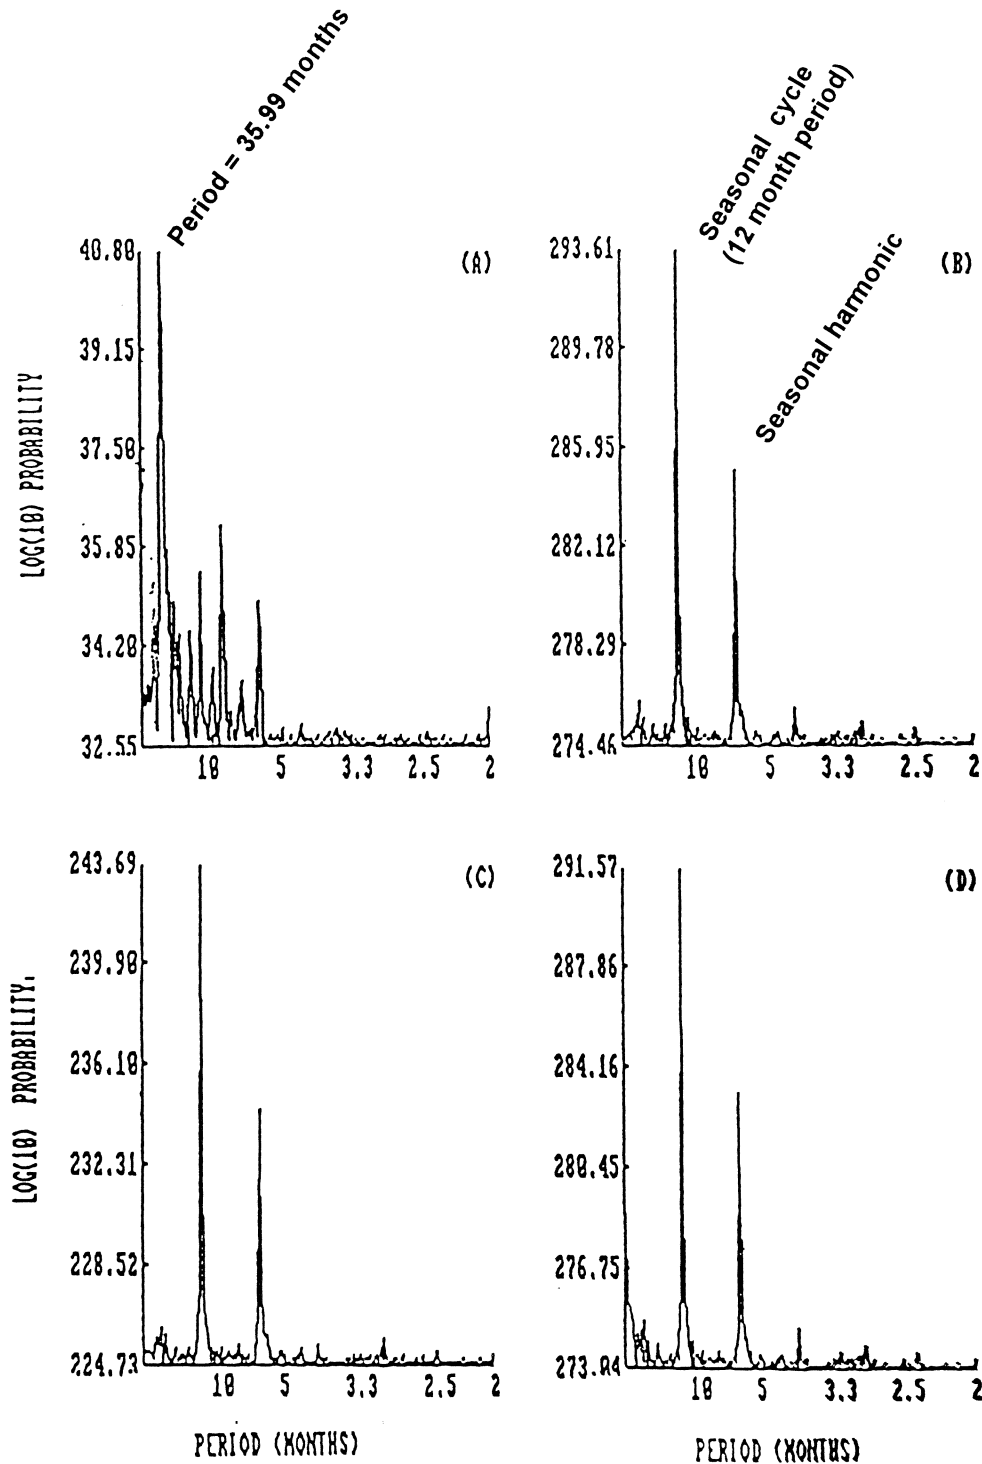 Period = 35.99 months
Seasonal cycle
(12 month period)
Seasonal harmonic
(A)
40.80
39.15
37.50
35.85
34.20
32.55
LOG(10) PROBABILITY
10 5 3.3 2.5 2
(B)
293.61
289.78
285.95
282.12
278.29
274.46
10 5 3.3 2.5 2
(C)
243.69
239.90
236.10
232.31
228.52
224.73
LOG(10) PROBABILITY.
10 5 3.3 2.5 2
PERIOD (MONTHS)
(D)
291.57
287.86
284.16
280.45
276.75
273.04
10 5 3.3 2.5 2
PERIOD (MONTHS)